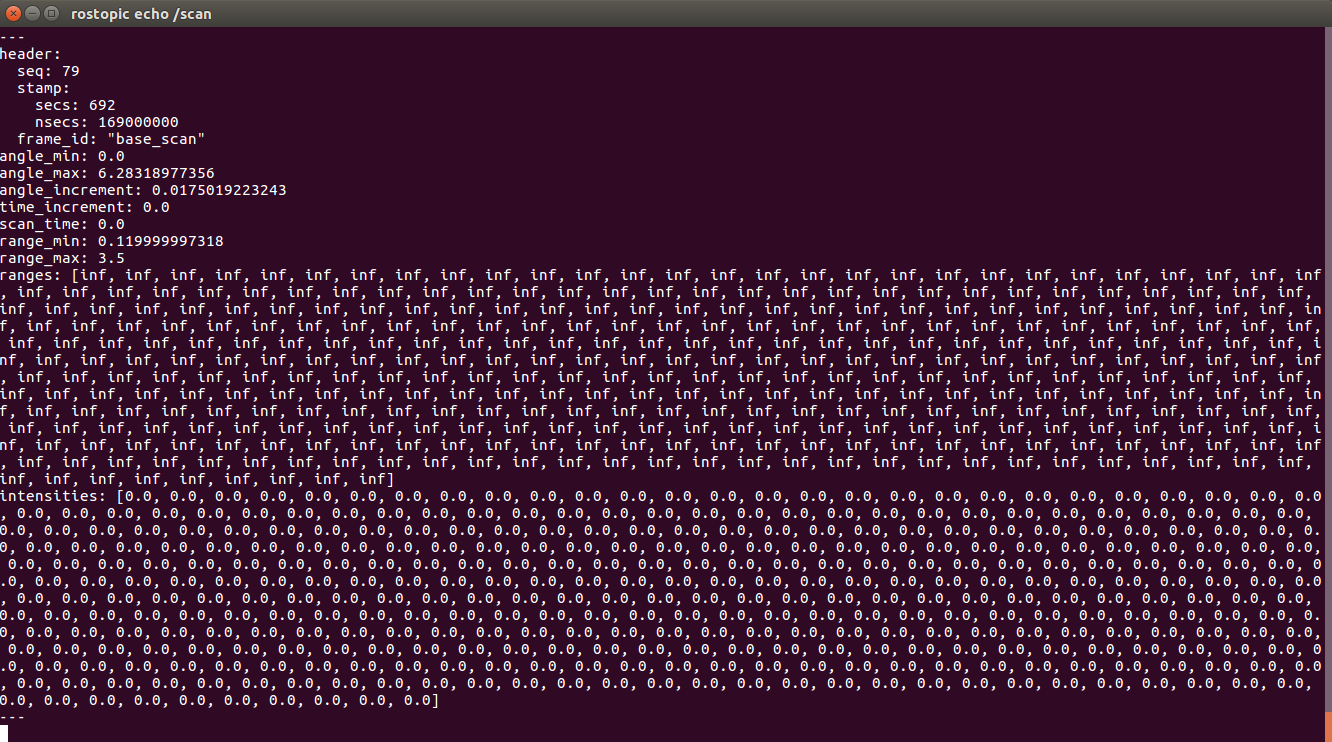 rostopic echo /scan
---
header:
seq: 79
stamp:
secs: 692
nsecs: 169000000
frame_id: "base_scan"
angle_min: 0.0
angle_max: 6.28318977356
angle_increment: 0.0175019223243
time_increment: 0.0
scan_time: 0.0
range_min: 0.119999997318
range_max: 3.5
ranges: [inf, inf, inf, inf, inf, inf, inf, inf, inf, inf, inf, inf, inf, inf, inf, inf, inf, inf, inf, inf, inf, inf, inf, inf, inf, inf, inf, inf
, inf, inf, inf, inf, inf, inf, inf, inf, inf, inf, inf, inf, inf, inf, inf, inf, inf, inf, inf, inf, inf, inf, inf, inf, inf, inf, inf, inf, inf,
inf, inf, inf, inf, inf, inf, inf, inf, inf, inf, inf, inf, inf, inf, inf, inf, inf, inf, inf, inf, inf, inf, inf, inf, inf, inf, inf, inf, inf, in
f, inf, inf, inf, inf, inf, inf, inf, inf, inf, inf, inf, inf, inf, inf, inf, inf, inf, inf, inf, inf, inf, inf, inf, inf, inf, inf, inf, inf, inf,
inf, inf, inf, inf, inf, inf, inf, inf, inf, inf, inf, inf, inf, inf, inf, inf, inf, inf, inf, inf, inf, inf, inf, inf, inf, inf, inf, inf, inf, i
nf, inf, inf, inf, inf, inf, inf, inf, inf, inf, inf, inf, inf, inf, inf, inf, inf, inf, inf, inf, inf, inf, inf, inf, inf, inf, inf, inf, inf, inf
, inf, inf, inf, inf, inf, inf, inf, inf, inf, inf, inf, inf, inf, inf, inf, inf, inf, inf, inf, inf, inf, inf, inf, inf, inf, inf, inf, inf, inf,
inf, inf, inf, inf, inf, inf, inf, inf, inf, inf, inf, inf, inf, inf, inf, inf, inf, inf, inf, inf, inf, inf, inf, inf, inf, inf, inf, inf, inf, in
f, inf, inf, inf, inf, inf, inf, inf, inf, inf, inf, inf, inf, inf, inf, inf, inf, inf, inf, inf, inf, inf, inf, inf, inf, inf, inf, inf, inf, inf,
inf, inf, inf, inf, inf, inf, inf, inf, inf, inf, inf, inf, inf, inf, inf, inf, inf, inf, inf, inf, inf, inf, inf, inf, inf, inf, inf, inf, inf, i
nf, inf, inf, inf, inf, inf, inf, inf, inf, inf, inf, inf, inf, inf, inf, inf, inf, inf, inf, inf, inf, inf, inf, inf, inf, inf, inf, inf, inf, inf
, inf, inf, inf, inf, inf, inf, inf, inf, inf, inf, inf, inf, inf, inf, inf, inf, inf, inf, inf, inf, inf, inf, inf, inf, inf, inf, inf, inf, inf,
inf, inf, inf, inf, inf, inf, inf, inf, inf]
intensities: [0.0, 0.0, 0.0, 0.0, 0.0, 0.0, 0.0, 0.0, 0.0, 0.0, 0.0, 0.0, 0.0, 0.0, 0.0, 0.0, 0.0, 0.0, 0.0, 0.0, 0.0, 0.0, 0.0, 0.0, 0.0, 0.0, 0.0
, 0.0, 0.0, 0.0, 0.0, 0.0, 0.0, 0.0, 0.0, 0.0, 0.0, 0.0, 0.0, 0.0, 0.0, 0.0, 0.0, 0.0, 0.0, 0.0, 0.0, 0.0, 0.0, 0.0, 0.0, 0.0, 0.0, 0.0, 0.0, 0.0,
0.0, 0.0, 0.0, 0.0, 0.0, 0.0, 0.0, 0.0, 0.0, 0.0, 0.0, 0.0, 0.0, 0.0, 0.0, 0.0, 0.0, 0.0, 0.0, 0.0, 0.0, 0.0, 0.0, 0.0, 0.0, 0.0, 0.0, 0.0, 0.0, 0.
0, 0.0, 0.0, 0.0, 0.0, 0.0, 0.0, 0.0, 0.0, 0.0, 0.0, 0.0, 0.0, 0.0, 0.0, 0.0, 0.0, 0.0, 0.0, 0.0, 0.0, 0.0, 0.0, 0.0, 0.0, 0.0, 0.0, 0.0, 0.0, 0.0,
0.0, 0.0, 0.0, 0.0, 0.0, 0.0, 0.0, 0.0, 0.0, 0.0, 0.0, 0.0, 0.0, 0.0, 0.0, 0.0, 0.0, 0.0, 0.0, 0.0, 0.0, 0.0, 0.0, 0.0, 0.0, 0.0, 0.0, 0.0, 0.0, 0
.0, 0.0, 0.0, 0.0, 0.0, 0.0, 0.0, 0.0, 0.0, 0.0, 0.0, 0.0, 0.0, 0.0, 0.0, 0.0, 0.0, 0.0, 0.0, 0.0, 0.0, 0.0, 0.0, 0.0, 0.0, 0.0, 0.0, 0.0, 0.0, 0.0
, 0.0, 0.0, 0.0, 0.0, 0.0, 0.0, 0.0, 0.0, 0.0, 0.0, 0.0, 0.0, 0.0, 0.0, 0.0, 0.0, 0.0, 0.0, 0.0, 0.0, 0.0, 0.0, 0.0, 0.0, 0.0, 0.0, 0.0, 0.0, 0.0,
0.0, 0.0, 0.0, 0.0, 0.0, 0.0, 0.0, 0.0, 0.0, 0.0, 0.0, 0.0, 0.0, 0.0, 0.0, 0.0, 0.0, 0.0, 0.0, 0.0, 0.0, 0.0, 0.0, 0.0, 0.0, 0.0, 0.0, 0.0, 0.0, 0.
0, 0.0, 0.0, 0.0, 0.0, 0.0, 0.0, 0.0, 0.0, 0.0, 0.0, 0.0, 0.0, 0.0, 0.0, 0.0, 0.0, 0.0, 0.0, 0.0, 0.0, 0.0, 0.0, 0.0, 0.0, 0.0, 0.0, 0.0, 0.0, 0.0,
0.0, 0.0, 0.0, 0.0, 0.0, 0.0, 0.0, 0.0, 0.0, 0.0, 0.0, 0.0, 0.0, 0.0, 0.0, 0.0, 0.0, 0.0, 0.0, 0.0, 0.0, 0.0, 0.0, 0.0, 0.0, 0.0, 0.0, 0.0, 0.0, 0
.0, 0.0, 0.0, 0.0, 0.0, 0.0, 0.0, 0.0, 0.0, 0.0, 0.0, 0.0, 0.0, 0.0, 0.0, 0.0, 0.0, 0.0, 0.0, 0.0, 0.0, 0.0, 0.0, 0.0, 0.0, 0.0, 0.0, 0.0, 0.0, 0.0
, 0.0, 0.0, 0.0, 0.0, 0.0, 0.0, 0.0, 0.0, 0.0, 0.0, 0.0, 0.0, 0.0, 0.0, 0.0, 0.0, 0.0, 0.0, 0.0, 0.0, 0.0, 0.0, 0.0, 0.0, 0.0, 0.0, 0.0, 0.0, 0.0,
0.0, 0.0, 0.0, 0.0, 0.0, 0.0, 0.0, 0.0, 0.0, 0.0]
---